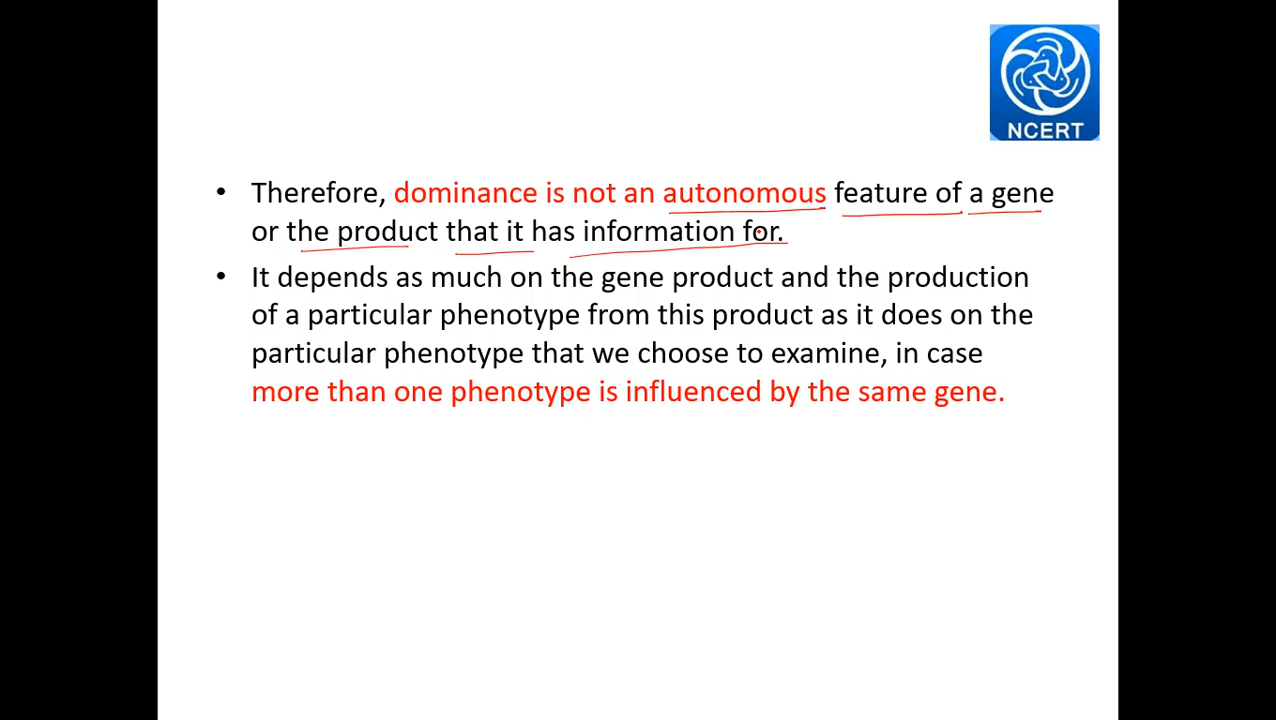 NCERT
• Therefore, dominance is not an autonomous feature of a gene
or the product that it has information for.
• It depends as much on the gene product and the production
of a particular phenotype from this product as it does on the
particular phenotype that we choose to examine, in case
more than one phenotype is influenced by the same gene.